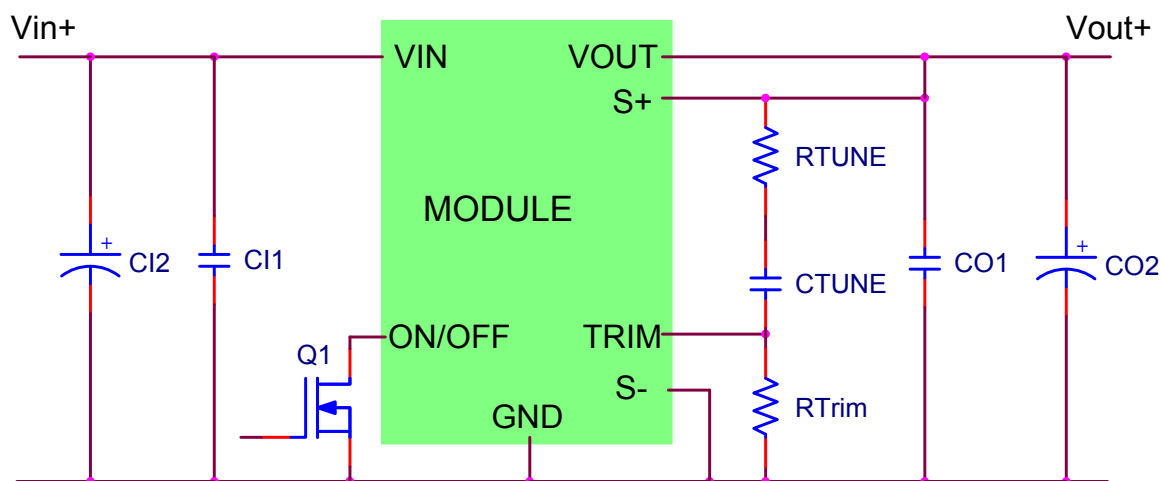 Vin+
Vout+
VIN
VOUT
S+
RTUNE
MODULE
+
CI2
CI1
CTUNE
CO1
+
CO2
ON/OFF
TRIM
Q1
S-
RTrim
GND